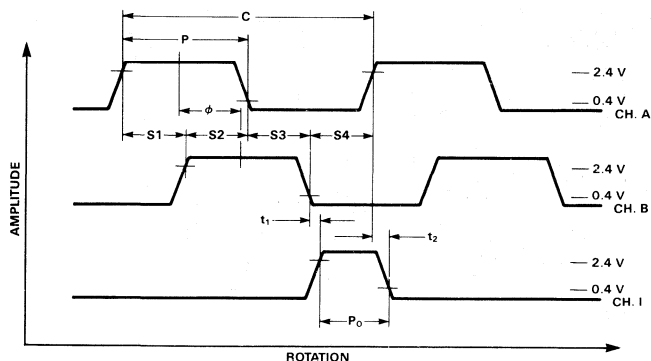 C
P
2.4 V
0.4 V
CH. A
ϕ
S1 S2 S3 S4
2.4 V
0.4 V
CH. B
t₁
t₂
2.4 V
0.4 V
CH. I
P₀
AMPLITUDE
ROTATION